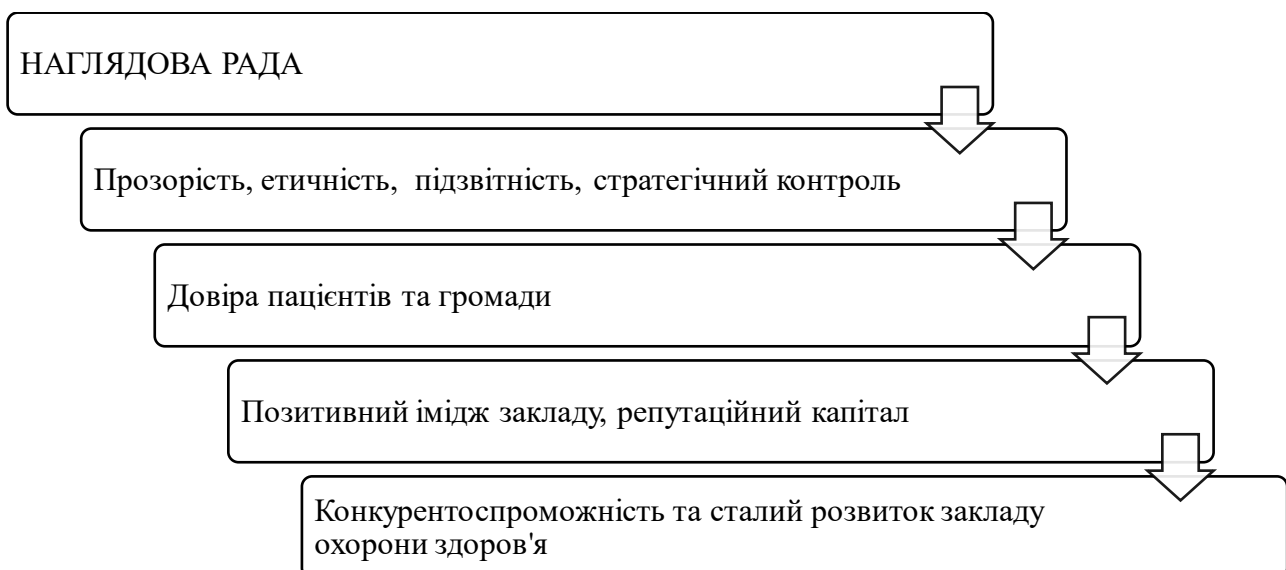 НАГЛЯДОВА РАДА
Прозорість, етичність, підзвітність, стратегічний контроль
Довіра пацієнтів та громади
Позитивний імідж закладу, репутаційний капітал
Конкурентоспроможність та сталий розвиток закладу
охорони здоров'я